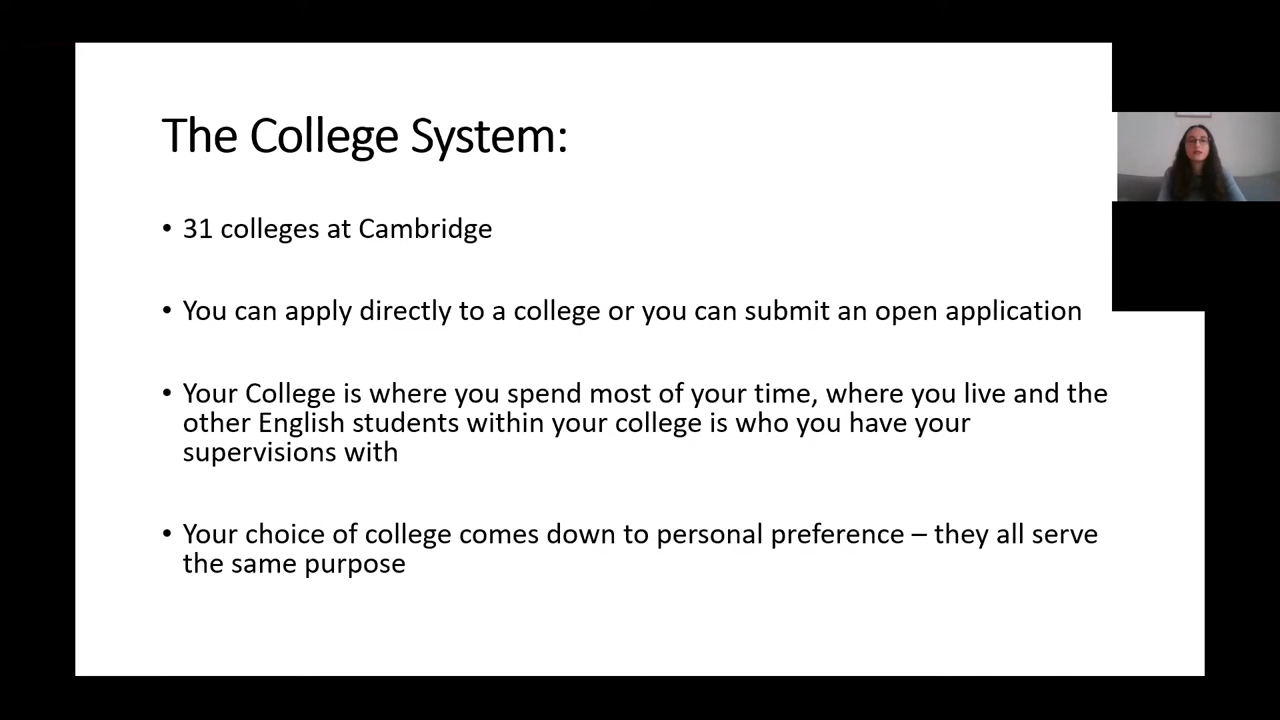 The College System:
• 31 colleges at Cambridge
• You can apply directly to a college or you can submit an open application
• Your College is where you spend most of your time, where you live and the
other English students within your college is who you have your
supervisions with
• Your choice of college comes down to personal preference – they all serve
the same purpose